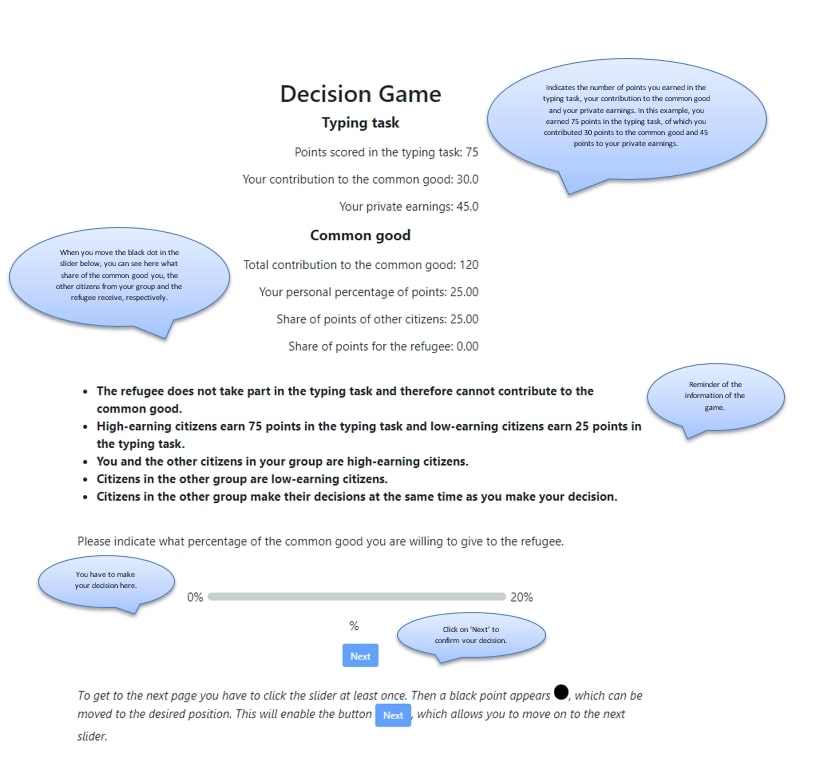 Decision Game
Typing task
Indicates the number of points you earned in the
typing task, your contribution to the common good
and your private earnings. In this example, you
earned 75 points in the typing task, of which you
contributed 30 points to the common good and 45
points to your private earnings.
Points scored in the typing task: 75
Your contribution to the common good: 30.0
Your private earnings: 45.0
Common good
When you move the black dot in the
slider below, you can see here what
share of the common good you, the
other citizens from your group and the
refugee receive, respectively.
Total contribution to the common good: 120
Your personal percentage of points: 25.00
Share of points of other citizens: 25.00
Share of points for the refugee: 0.00
Reminder of the
information of the
game.
• The refugee does not take part in the typing task and therefore cannot contribute to the
common good.
• High-earning citizens earn 75 points in the typing task and low-earning citizens earn 25 points in
the typing task.
• You and the other citizens in your group are high-earning citizens.
• Citizens in the other group are low-earning citizens.
• Citizens in the other group make their decisions at the same time as you make your decision.
Please indicate what percentage of the common good you are willing to give to the refugee.
You have to make
your decision here.
0% 20%
%
Click on 'Next' to
confirm your decision.
Next
To get to the next page you have to click the slider at least once. Then a black point appears , which can be
moved to the desired position. This will enable the button Next, which allows you to move on to the next
slider.